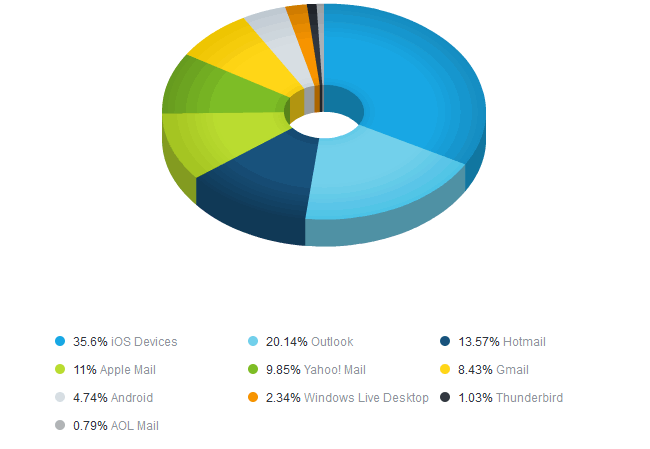 35.6% iOS Devices 20.14% Outlook 13.57% Hotmail
11% Apple Mail 9.85% Yahoo! Mail 8.43% Gmail
4.74% Android 2.34% Windows Live Desktop 1.03% Thunderbird
0.79% AOL Mail